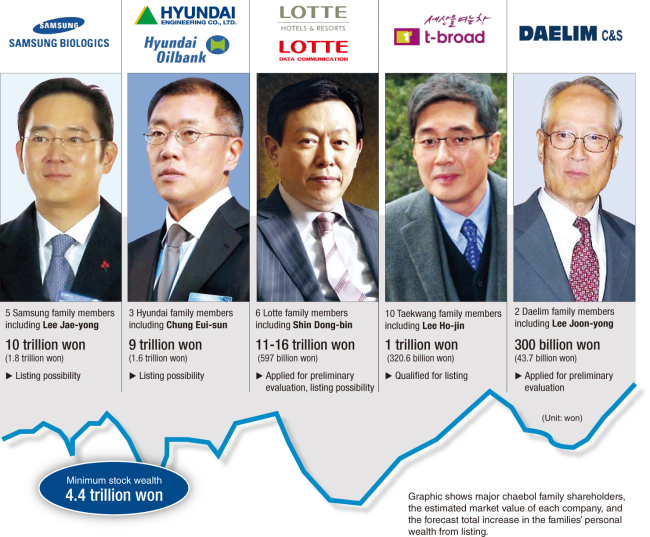 SAMSUNG
SAMSUNG BIOLOGICS
HYUNDAI
ENGINEERING CO., LTD.
Hyundai
Oilbank
LOTTE
HOTELS & RESORTS
LOTTE
DATA COMMUNICATION
세상을 여는 창
t-broad
DAELIM C&S
5 Samsung family members
including Lee Jae-yong
10 trillion won
(1.8 trillion won)
▶ Listing possibility
3 Hyundai family members
including Chung Eui-sun
9 trillion won
(1.6 trillion won)
▶ Listing possibility
6 Lotte family members
including Shin Dong-bin
11-16 trillion won
(597 billion won)
▶ Applied for preliminary
evaluation, listing possibility
10 Taekwang family members
including Lee Ho-jin
1 trillion won
(320.6 billion won)
▶ Qualified for listing
2 Daelim family members
including Lee Joon-yong
300 billion won
(43.7 billion won)
▶ Applied for preliminary
evaluation
(Unit: won)
Minimum stock wealth
4.4 trillion won
Graphic shows major chaebol family shareholders,
the estimated market value of each company, and
the forecast total increase in the families' personal
wealth from listing.